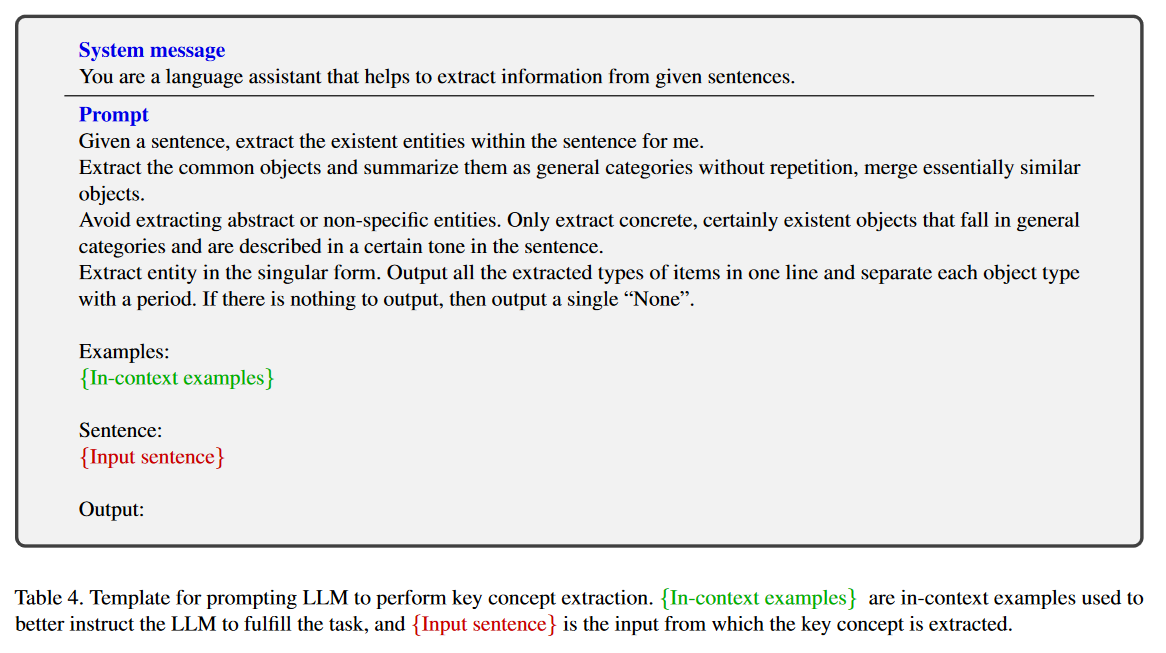 System message
You are a language assistant that helps to extract information from given sentences.
Prompt
Given a sentence, extract the existent entities within the sentence for me.
Extract the common objects and summarize them as general categories without repetition, merge essentially similar
objects.
Avoid extracting abstract or non-specific entities. Only extract concrete, certainly existent objects that fall in general
categories and are described in a certain tone in the sentence.
Extract entity in the singular form. Output all the extracted types of items in one line and separate each object type
with a period. If there is nothing to output, then output a single “None”.
Examples:
{In-context examples}
Sentence:
{Input sentence}
Output:
Table 4. Template for prompting LLM to perform key concept extraction. {In-context examples} are in-context examples used to
better instruct the LLM to fulfill the task, and {Input sentence} is the input from which the key concept is extracted.